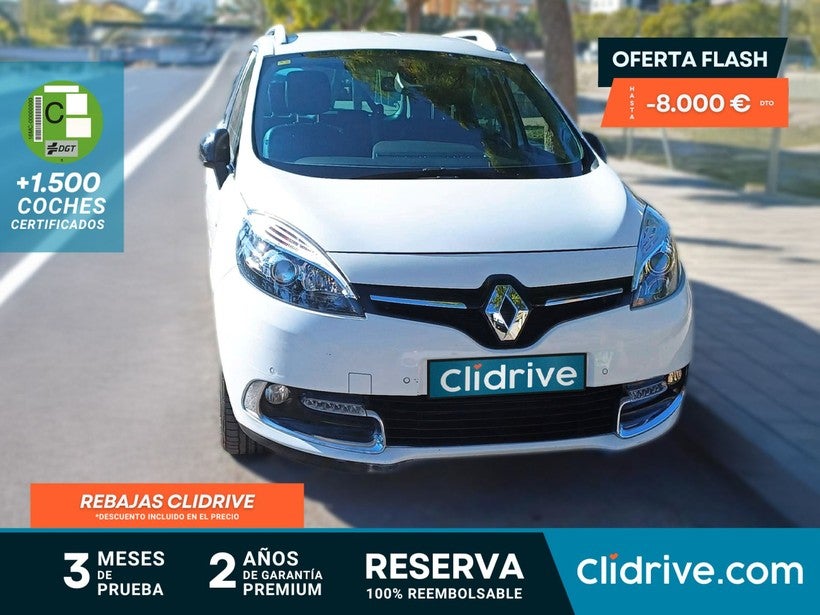 C
DGT
+1.500
COCHES
CERTIFICADOS
OFERTA FLASH
HASTA
-8.000 € DTO
Clidrive
REBAJAS CLIDRIVE
*DESCUENTO INCLUIDO EN EL PRECIO
3 MESES
DE
PRUEBA
2 AÑOS
DE GARANTÍA
PREMIUM
RESERVA
100% REEMBOLSABLE
Clidrive.com